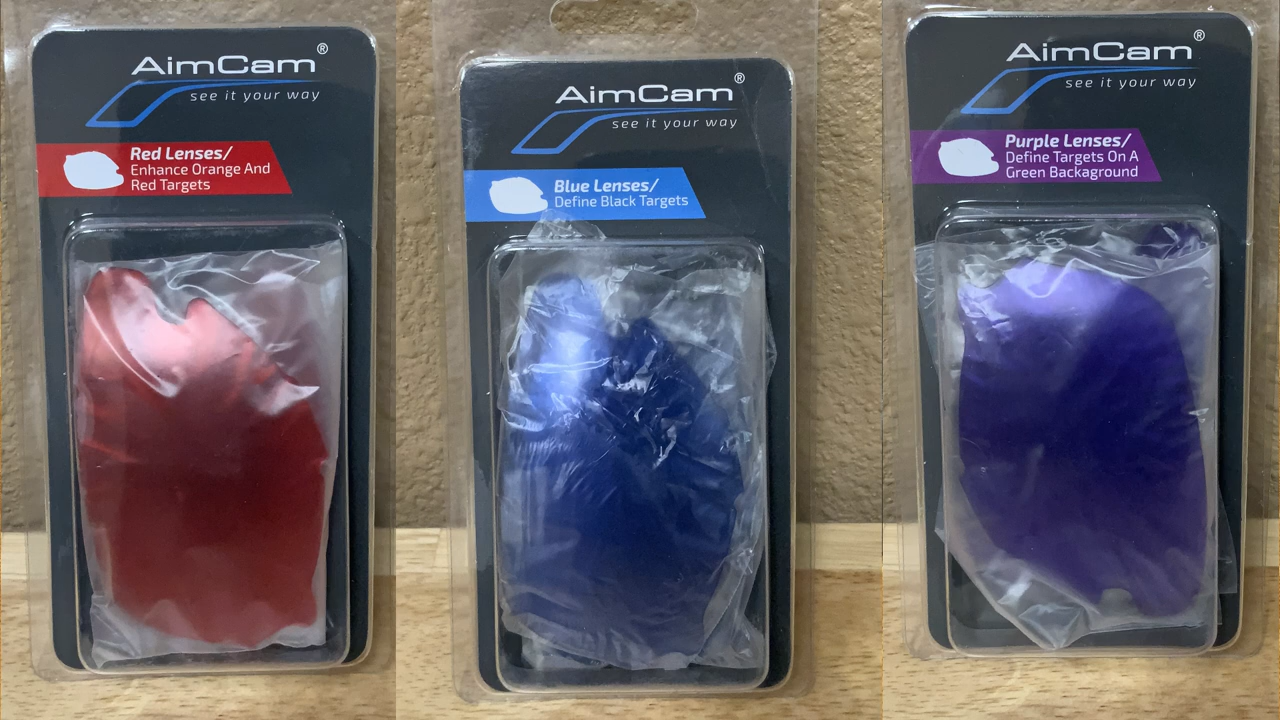 AimCam®
see it your way
Red Lenses/
Enhance Orange And
Red Targets
AimCam®
see it your way
Blue Lenses/
Define Black Targets
AimCam®
see it your way
Purple Lenses/
Define Targets On A
Green Background